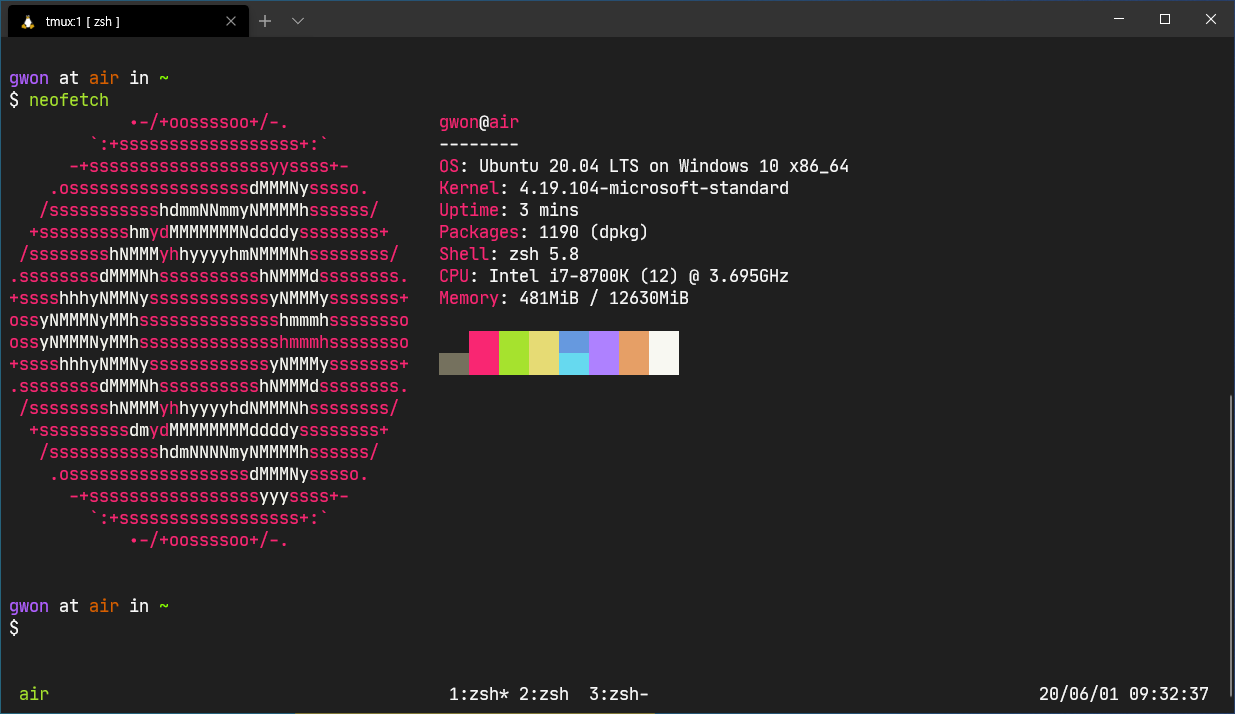 tmux:1 [ zsh ]
gwon at air in ~
$ neofetch
•-/+oossssoo+/-.
`:+ssssssssssssssssss+:`
-+ssssssssssssssssssyyssss+-
.ossssssssssssssssssdMMMNysssso.
/ssssssssssshdmmNNmmyNMMMMhssssss/
+ssssssssshmydMMMMMMMNddddyssssssss+
/sssssssshNMMMyhhyyyyhmNMMMNhssssssss/
.ssssssssdMMMNhsssssssssshNMMMdssssssss.
+sssshhhyNMMNyssssssssssssyNMMMysssssss+
ossyNMMMNyMMhsssssssssssssshmmmhssssssso
ossyNMMMNyMMhsssssssssssssshmmmhssssssso
+sssshhhyNMMNyssssssssssssyNMMMysssssss+
.ssssssssdMMMNhsssssssssshNMMMdssssssss.
/sssssssshNMMMyhhyyyyhdNMMMNhssssssss/
+sssssssssdmydMMMMMMMMddddyssssssss+
/ssssssssssshdmNNNNmyNMMMMhssssss/
.ossssssssssssssssssdMMMNysssso.
-+sssssssssssssssssyyyssss+-
`:+ssssssssssssssssss+:`
•-/+oossssoo+/-.
gwon@air
--------
OS: Ubuntu 20.04 LTS on Windows 10 x86_64
Kernel: 4.19.104-microsoft-standard
Uptime: 3 mins
Packages: 1190 (dpkg)
Shell: zsh 5.8
CPU: Intel i7-8700K (12) @ 3.695GHz
Memory: 481MiB / 12630MiB
gwon at air in ~
$
air 1:zsh* 2:zsh 3:zsh- 20/06/01 09:32:37